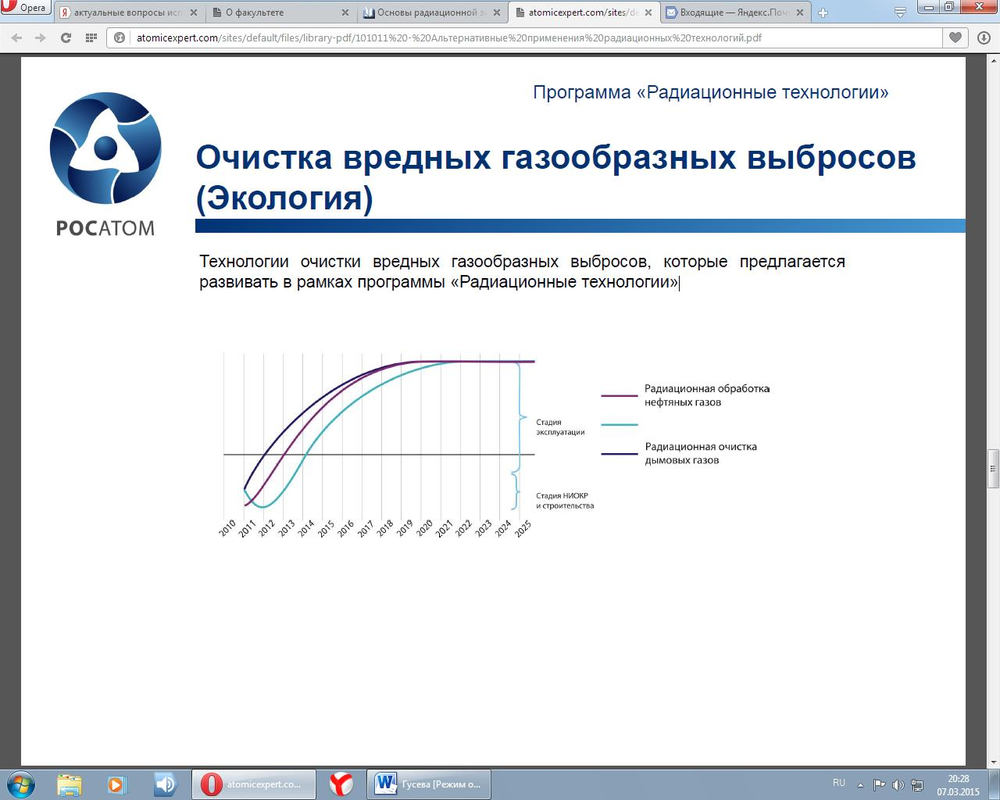 Opera
актуальные вопросы исп
О факультете
Основы радиационной э
atomicexpert.com/sites/de
Входящие — Яндекс.Поч
atomicexpert.com/sites/default/files/library-pdf/101011%20-%20Альтернативные%20применения%20радиационных%20технологий.pdf
Программа «Радиационные технологии»
Очистка вредных газообразных выбросов
(Экология)
РОСАТОМ
Технологии очистки вредных газообразных выбросов, которые предлагается
развивать в рамках программы «Радиационные технологии»
Радиационная обработка
нефтяных газов
Стадия
эксплуатации
Радиационная очистка
дымовых газов
Стадия НИОКР
и строительства
2010 2011 2012 2013 2014 2015 2016 2017 2018 2019 2020 2021 2022 2023 2024 2025
atomicexpert.co...
Гусева [Режим о...
RU
20:28
07.03.2015